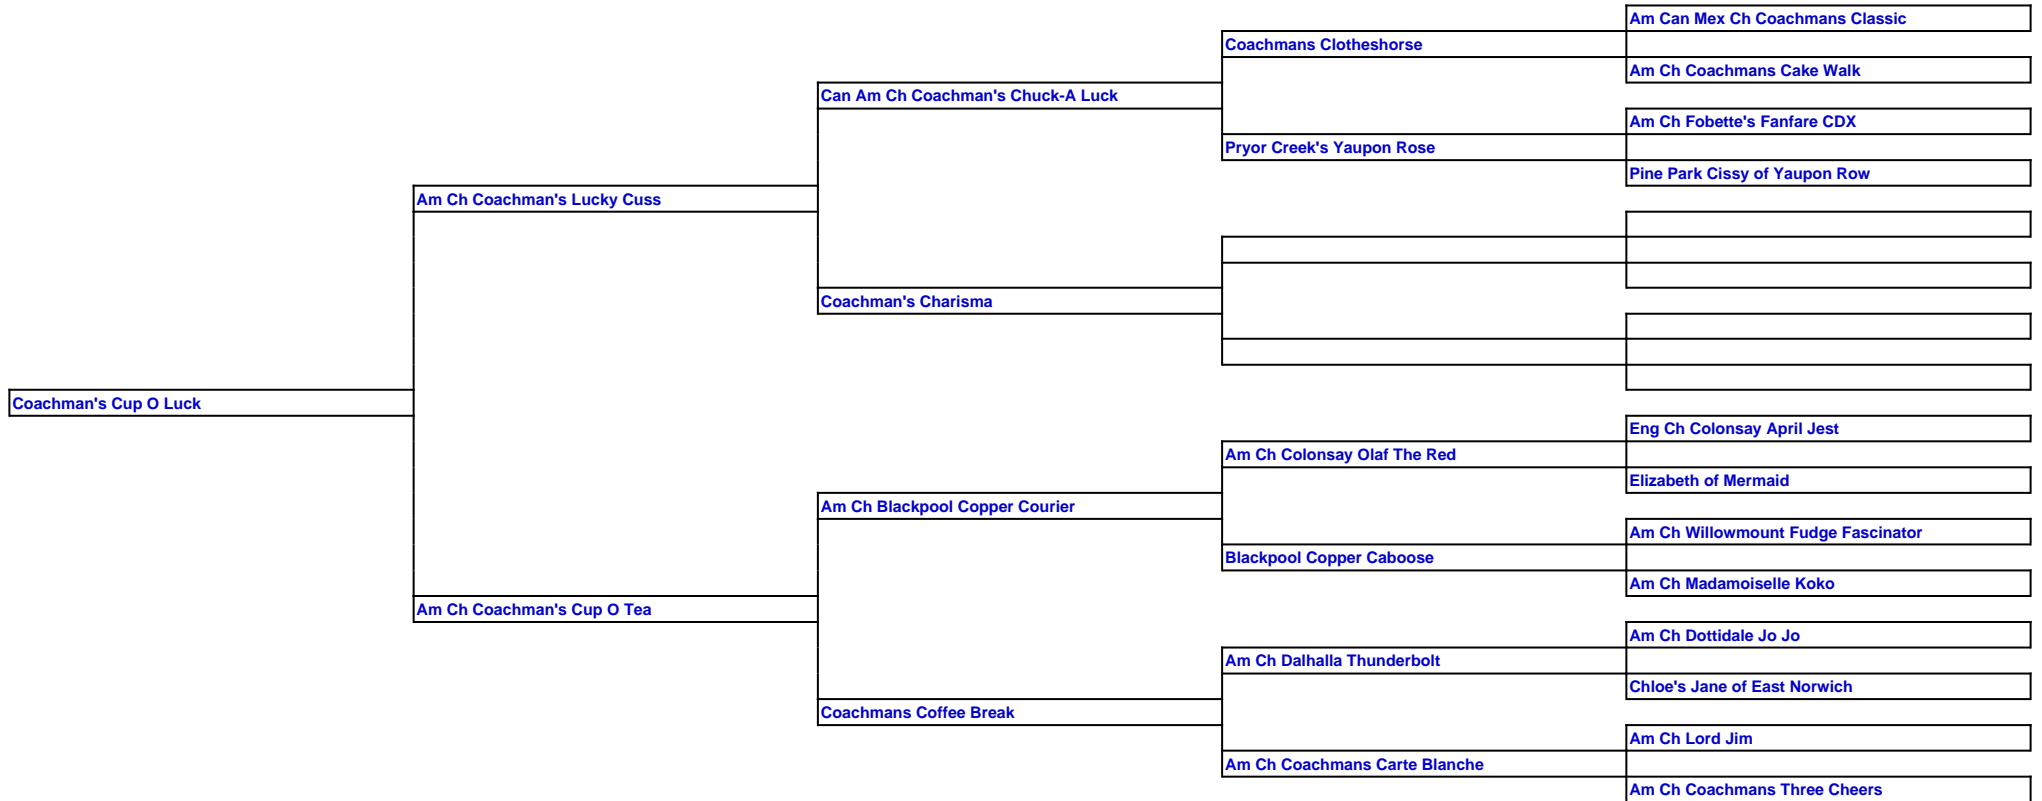 Am Can Mex Ch Coachmans Classic
Coachmans Clotheshorse
Am Ch Coachmans Cake Walk
Can Am Ch Coachman's Chuck-A Luck
Am Ch Fobette's Fanfare CDX
Pryor Creek's Yaupon Rose
Pine Park Cissy of Yaupon Row
Am Ch Coachman's Lucky Cuss
Coachman's Charisma
Coachman's Cup O Luck
Eng Ch Colonsay April Jest
Am Ch Colonsay Olaf The Red
Elizabeth of Mermaid
Am Ch Blackpool Copper Courier
Am Ch Willowmount Fudge Fascinator
Blackpool Copper Caboose
Am Ch Madamoiselle Koko
Am Ch Coachman's Cup O Tea
Am Ch Dottidale Jo Jo
Am Ch Dalhalla Thunderbolt
Chloe's Jane of East Norwich
Coachmans Coffee Break
Am Ch Lord Jim
Am Ch Coachmans Carte Blanche
Am Ch Coachmans Three Cheers